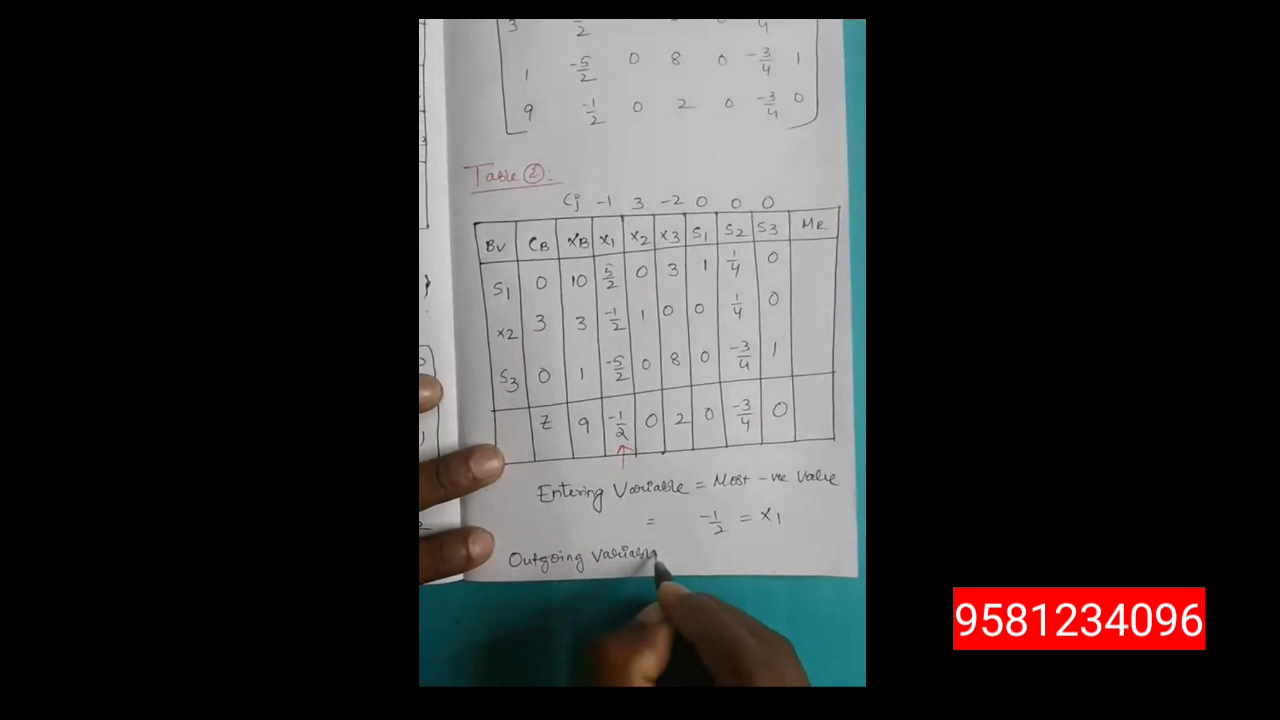 3 —/2 4
1 -5/2 0 8 0 -3/4 1
9 -1/2 0 2 0 -3/4 0
Table ②:
Cj -1 3 -2 0 0 0
BV CB XB X1 X2 X3 S1 S2 S3 MR
S1 0 10 5/2 0 3 1 1/4 0
X2 3 3 -1/2 1 0 0 1/4 0
S3 0 1 -5/2 0 8 0 -3/4 1
Z 9 -1/2 0 2 0 -3/4 0
Entering Variable = Most -ve Value
= -1/2 = X1
Outgoing Variable
9581234096